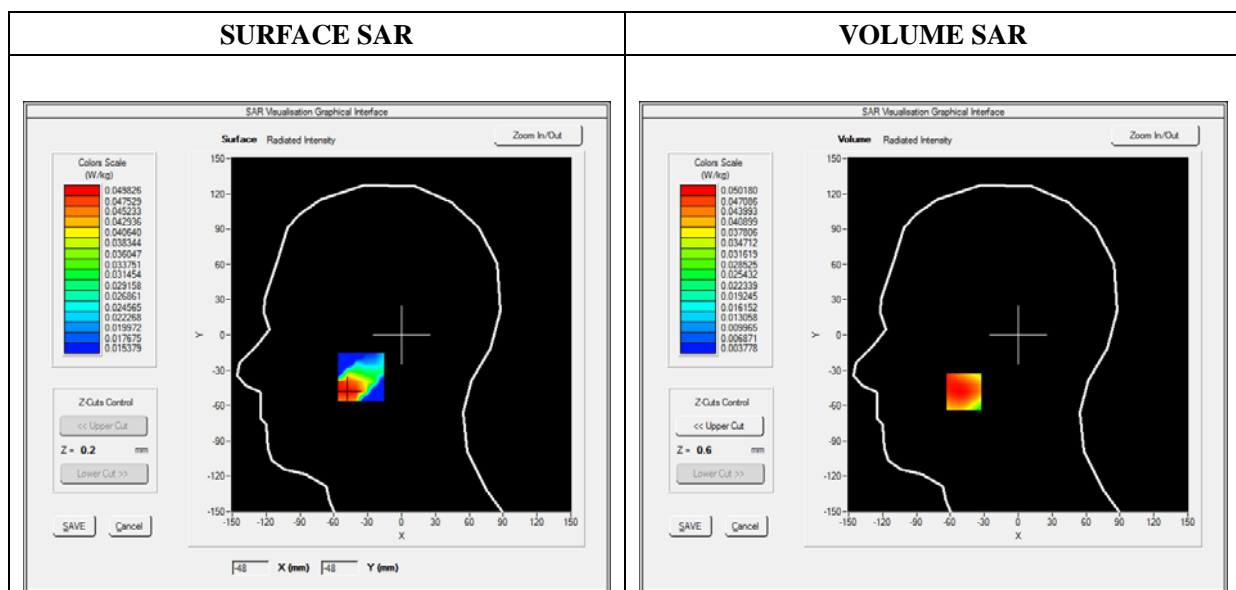 SURFACE SAR
VOLUME SAR
SAR Visualisation Graphical Interface
Surface Radiated Intensity
Zoom In/Out
Colors Scale
(W/kg)
0.049826
0.047529
0.045233
0.042936
0.040640
0.038344
0.036047
0.033751
0.031454
0.029158
0.026861
0.024565
0.022268
0.019972
0.017675
0.015379
Z-Cuts Control
<< Upper Cut
Z = 0.2 mm
Lower Cut >>
SAVE Cancel
150
120
90
60
30
0
-30
-60
-90
-120
-150
Y
-150 -120 -90 -60 -30 0 30 60 90 120 150
X
-48 X (mm) -48 Y (mm)
SAR Visualisation Graphical Interface
Volume Radiated Intensity
Zoom In/Out
Colors Scale
(W/kg)
0.050180
0.047086
0.043993
0.040899
0.037806
0.034712
0.031619
0.028525
0.025432
0.022339
0.019245
0.016152
0.013058
0.009965
0.006871
0.003778
Z-Cuts Control
<< Upper Cut
Z = 0.6 mm
Lower Cut >>
SAVE Cancel
150
120
90
60
30
0
-30
-60
-90
-120
-150
Y
-150 -120 -90 -60 -30 0 30 60 90 120 150
X